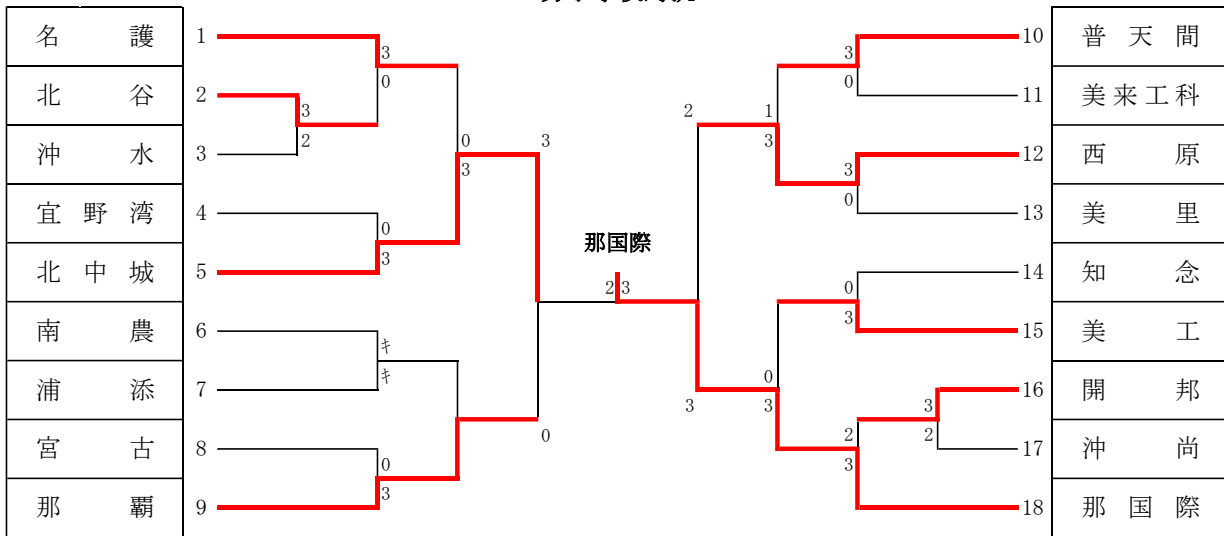 名護 1
北谷 2
沖水 3
宜野湾 4
北中城 5
南農 6
浦添 7
宮古 8
那覇 9
3
0
3
2
0
3
0
3
ｷ
ｷ
0
3
3
0
那国際
2 3
2
3
1
3
0
3
3
0
3
0
0
3
2
3
3
2
10 普天間
11 美来工科
12 西原
13 美里
14 知念
15 美工
16 開邦
17 沖尚
18 那国際